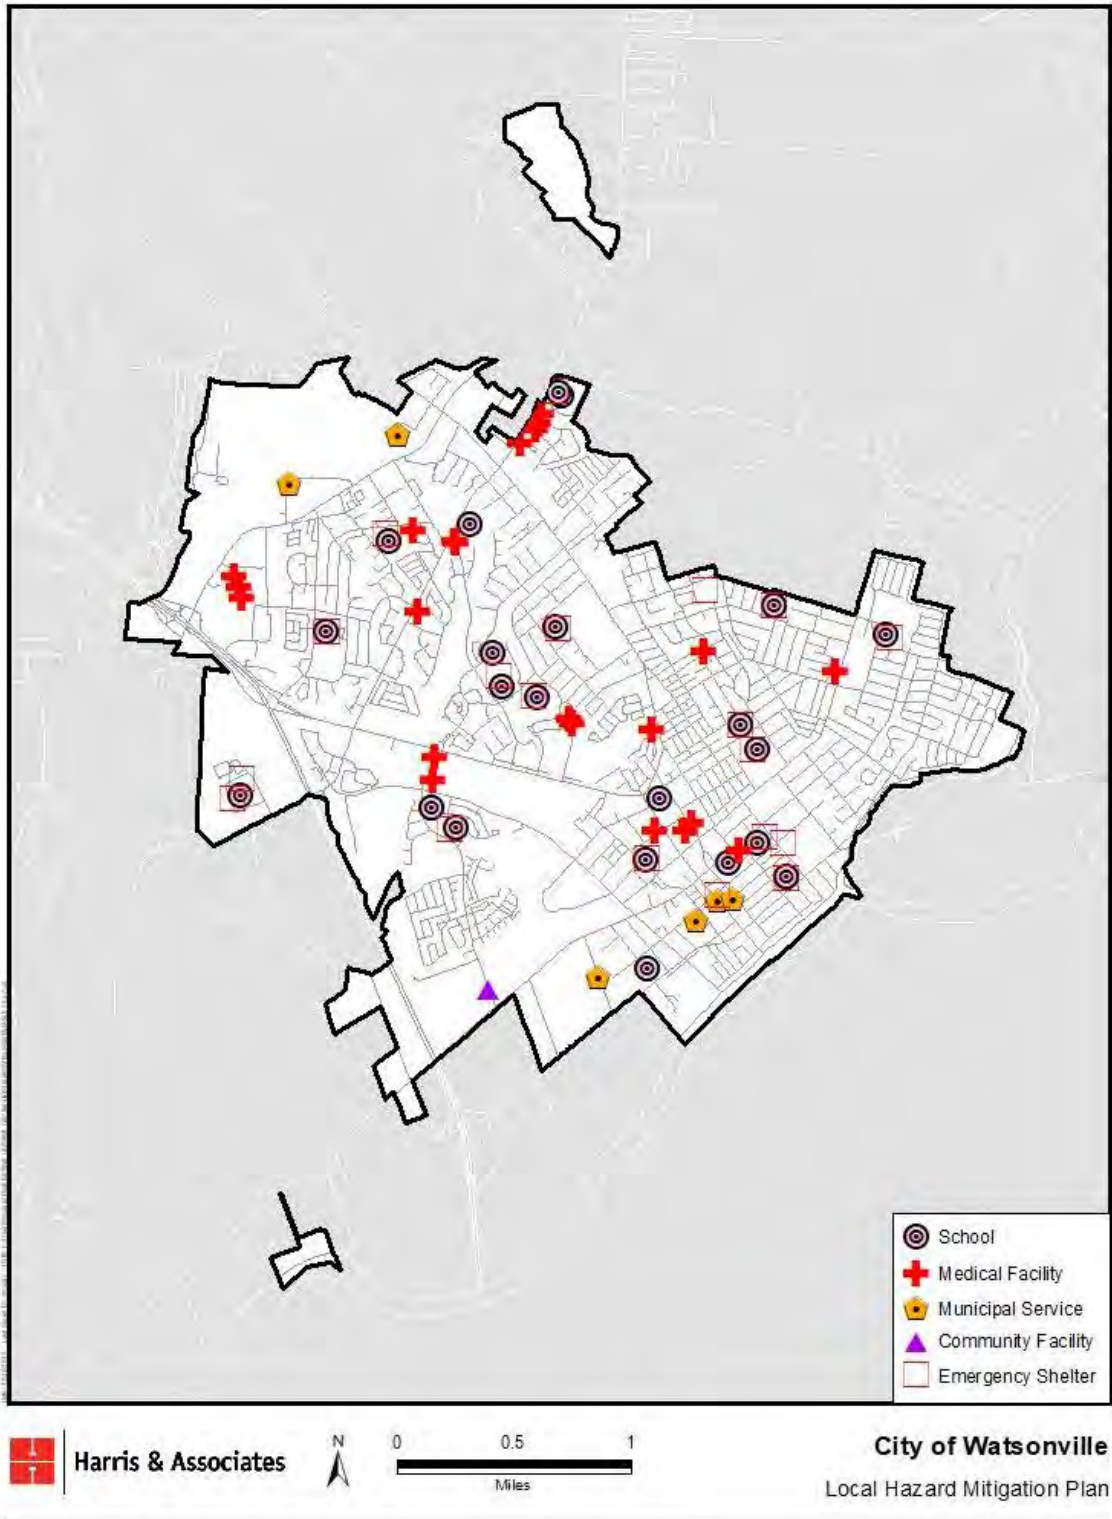 School
Medical Facility
Municipal Service
Community Facility
Emergency Shelter
Harris & Associates
N
0 0.5 1
Miles
City of Watsonville
Local Hazard Mitigation Plan